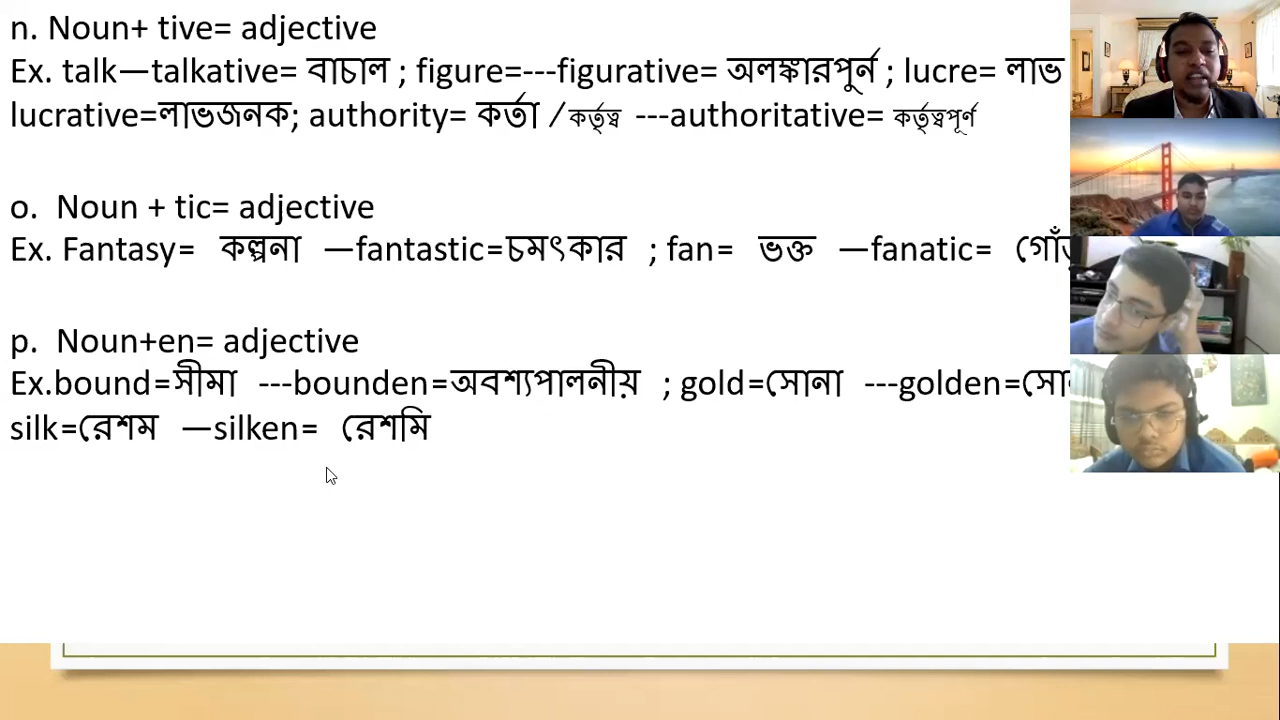 n. Noun+ tive= adjective
Ex. talk—talkative= বাচাল ; figure=---figurative= অলঙ্কারপুর্ন ; lucre= লাভ
lucrative=লাভজনক; authority= কর্তা / কর্তৃত্ব ---authoritative= কর্তৃত্বপূর্ণ
o. Noun + tic= adjective
Ex. Fantasy= কল্পনা —fantastic=চমৎকার ; fan= ভক্ত —fanatic=
p. Noun+en= adjective
Ex.bound=সীমা ---bounden=অবশ্যপালনীয় ; gold=সোনা ---golden=
silk=রেশম —silken= রেশমি